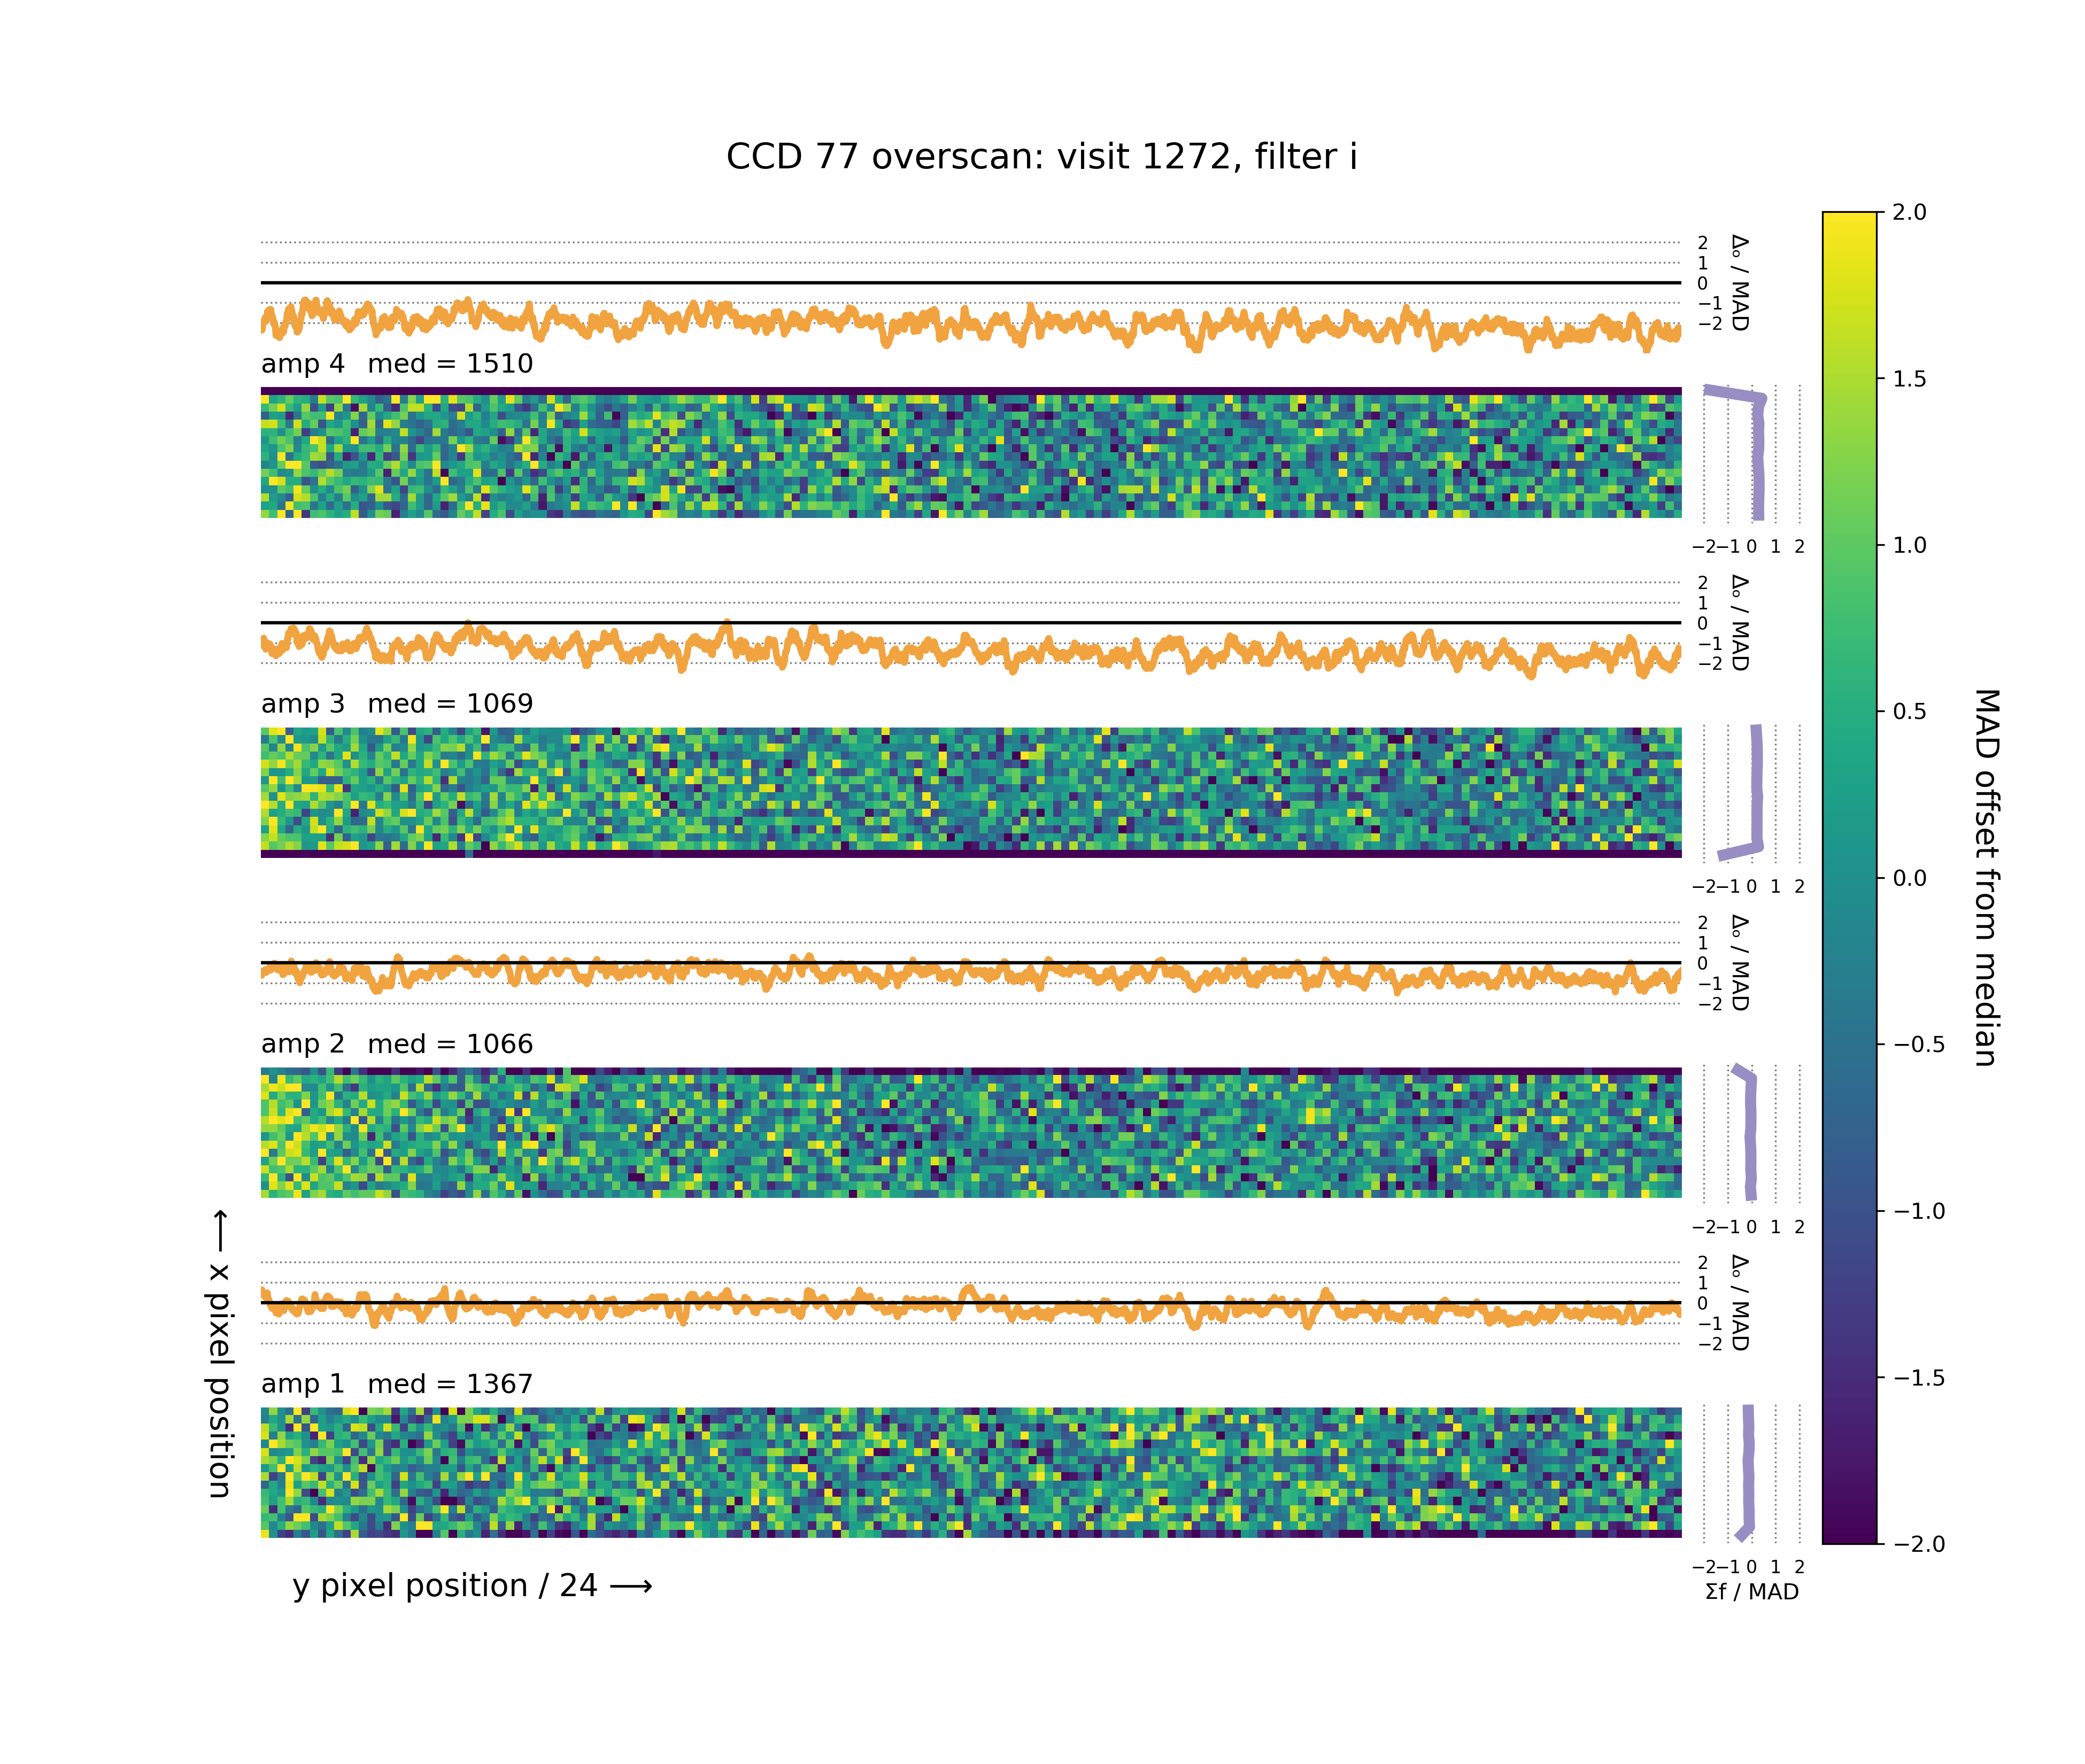 CCD 77 overscan: visit 1272, filter i
2
1
0
−1
−2
Δₒ / MAD
amp 4 med = 1510
−2 −1 0 1 2
2
1
0
−1
−2
Δₒ / MAD
amp 3 med = 1069
−2 −1 0 1 2
2
1
0
−1
−2
Δₒ / MAD
amp 2 med = 1066
−2 −1 0 1 2
2
1
0
−1
−2
Δₒ / MAD
amp 1 med = 1367
−2 −1 0 1 2
Σf / MAD
⟵ x pixel position
y pixel position / 24 ⟶
2.0
1.5
1.0
0.5
0.0
−0.5
−1.0
−1.5
−2.0
MAD offset from median